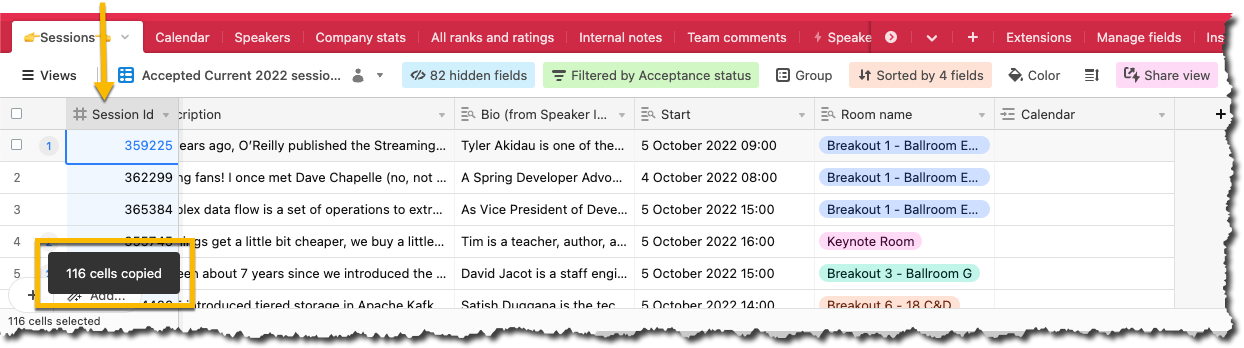 👉Sessions👈 Calendar Speakers Company stats All ranks and ratings Internal notes Team comments Speake Extensions Manage fields Ins
Views Accepted Current 2022 sessio... 82 hidden fields Filtered by Acceptance status Group Sorted by 4 fields Color Share view
Session Id cription Bio (from Speaker I... Start Room name Calendar
1 359225 ears ago, O'Reilly published the Streaming... Tyler Akidau is one of the... 5 October 2022 09:00 Breakout 1 - Ballroom E...
2 362299 ng fans! I once met Dave Chapelle (no, not ... A Spring Developer Advo... 4 October 2022 08:00 Breakout 1 - Ballroom E...
3 365384 plex data flow is a set of operations to extr... As Vice President of Deve... 5 October 2022 15:00 Breakout 1 - Ballroom E...
4 ings get a little bit cheaper, we buy a little... Tim is a teacher, author, a... 5 October 2022 16:00 Keynote Room
5 een about 7 years since we introduced the ... David Jacot is a staff engi... 5 October 2022 15:00 Breakout 3 - Ballroom G
116 cells copied
+ Add...
introduced tiered storage in Apache Kafk... Satish Duggana is the tec... 5 October 2022 14:00 Breakout 6 - 18 C&D
116 cells selected